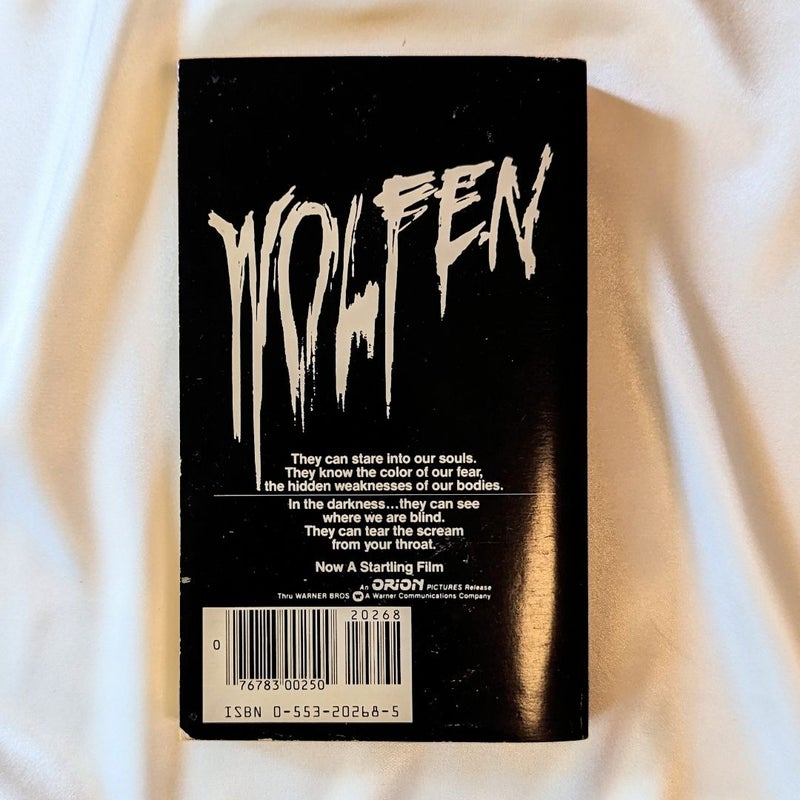 WOLFEN
They can stare into our souls.
They know the color of our fear,
the hidden weaknesses of our bodies.
In the darkness...they can see
where we are blind.
They can tear the scream
from your throat.
Now A Startling Film
An ORION PICTURES Release
Thru WARNER BROS W A Warner Communications Company
20268
0
76783 00250
ISBN 0-553-20268-5